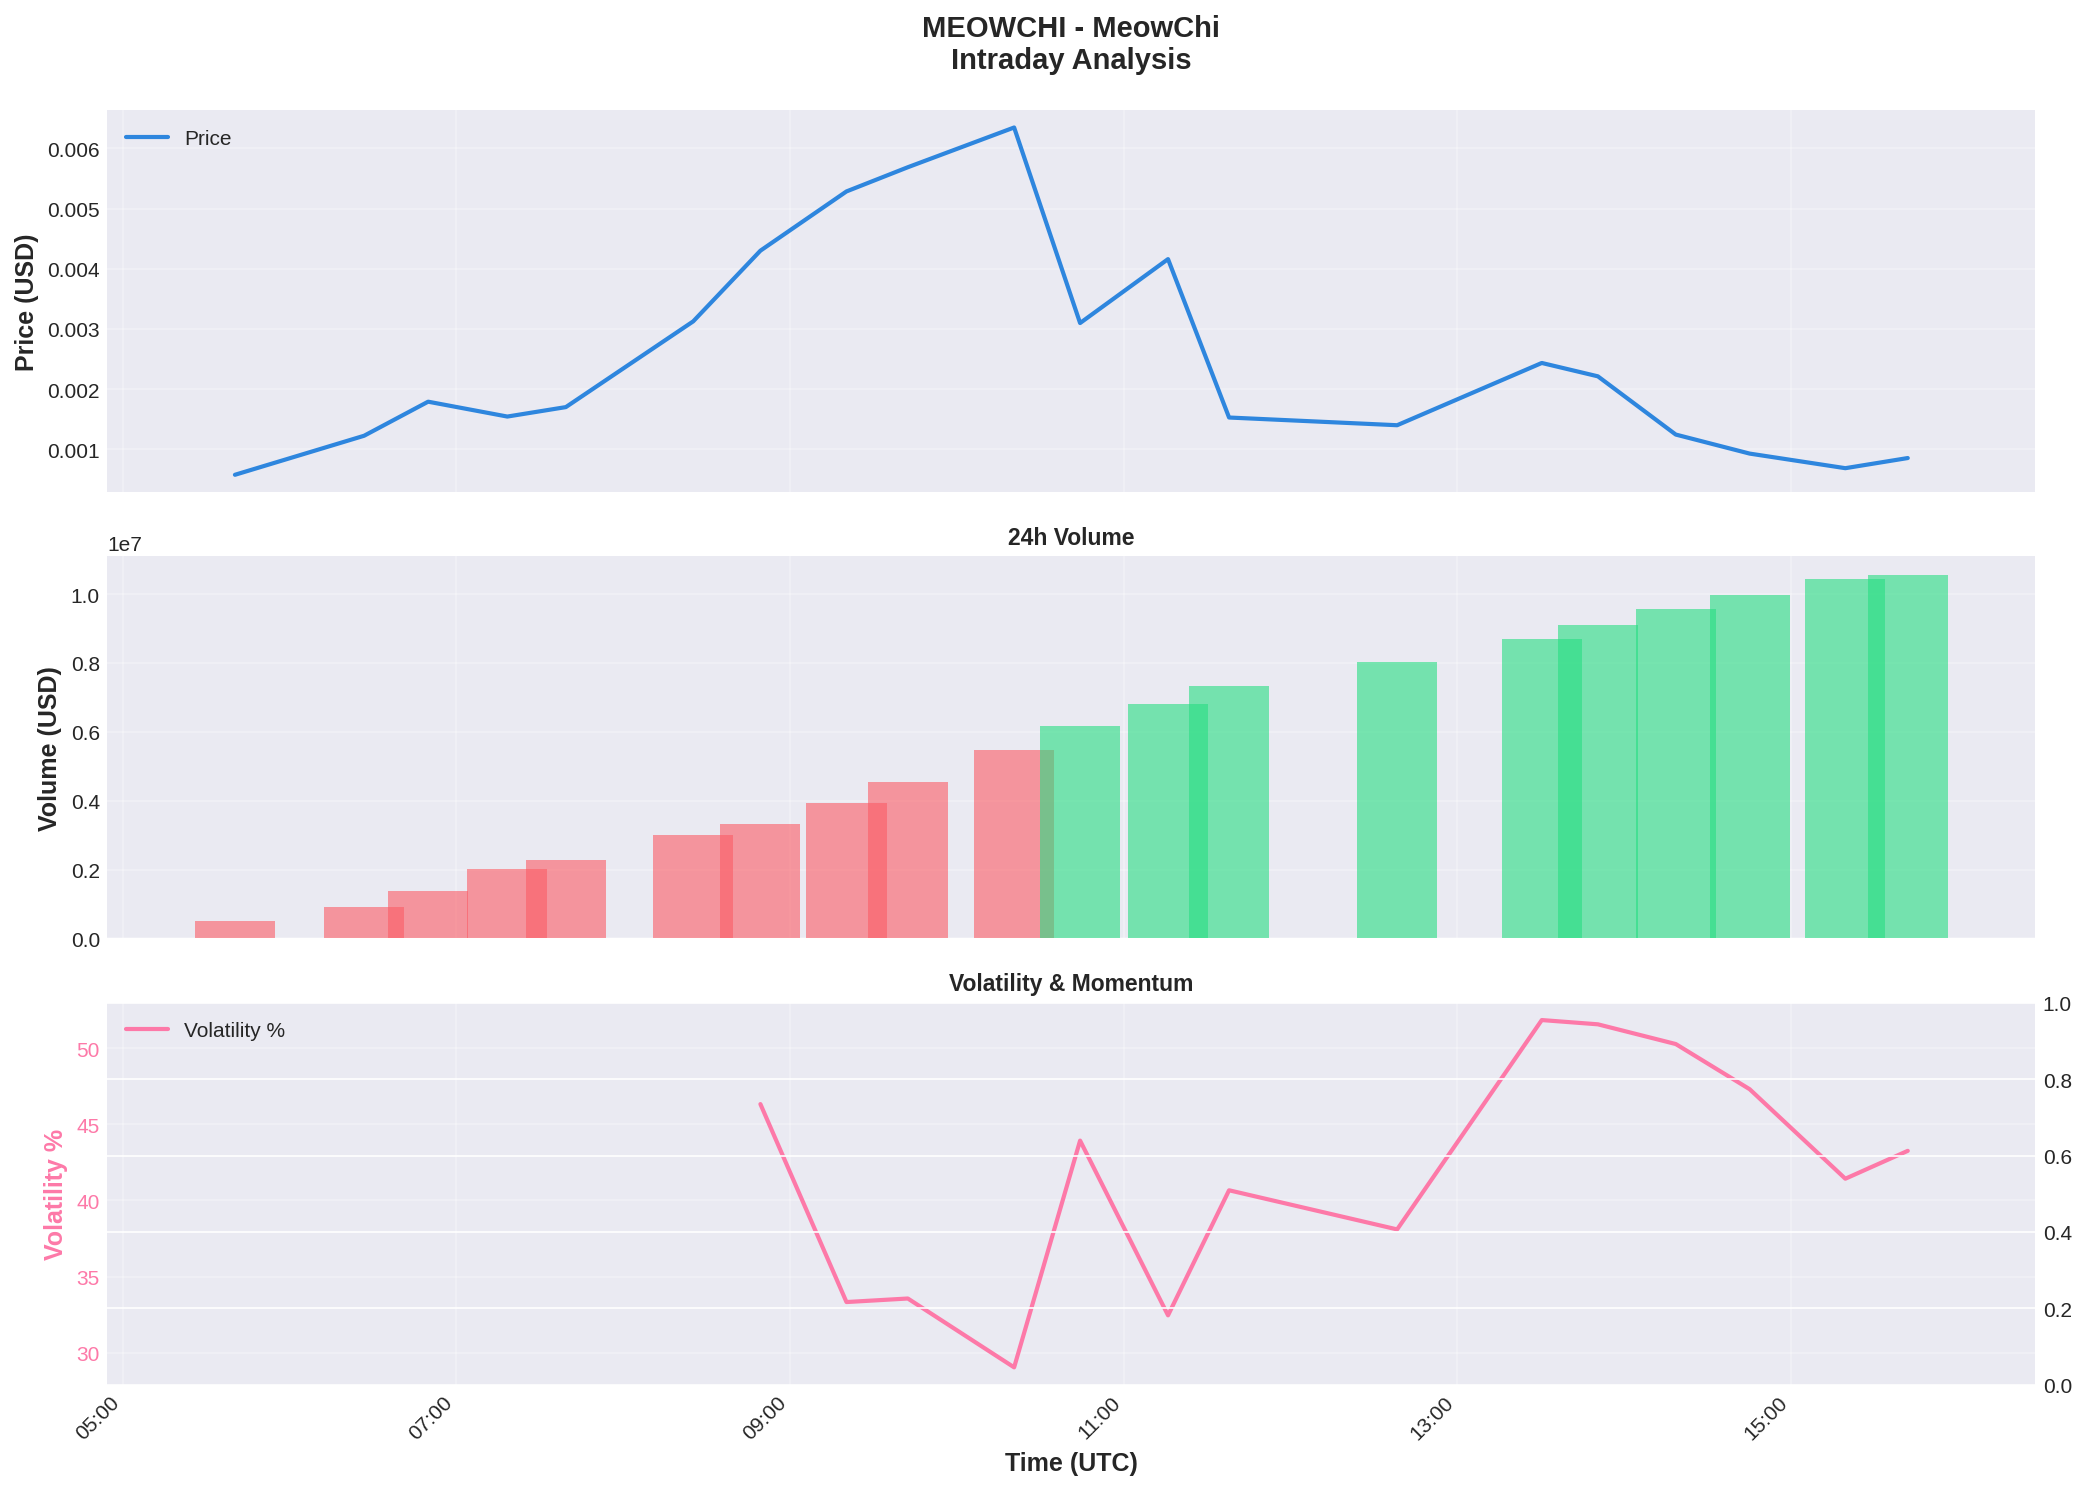 MEOWCHI - MeowChi
Intraday Analysis
Price
Price (USD)
0.006
0.005
0.004
0.003
0.002
0.001
24h Volume
1e7
Volume (USD)
1.0
0.8
0.6
0.4
0.2
0.0
Volatility & Momentum
Volatility %
Volatility %
50
45
40
35
30
1.0
0.8
0.6
0.4
0.2
0.0
05:00
07:00
09:00
11:00
13:00
15:00
Time (UTC)